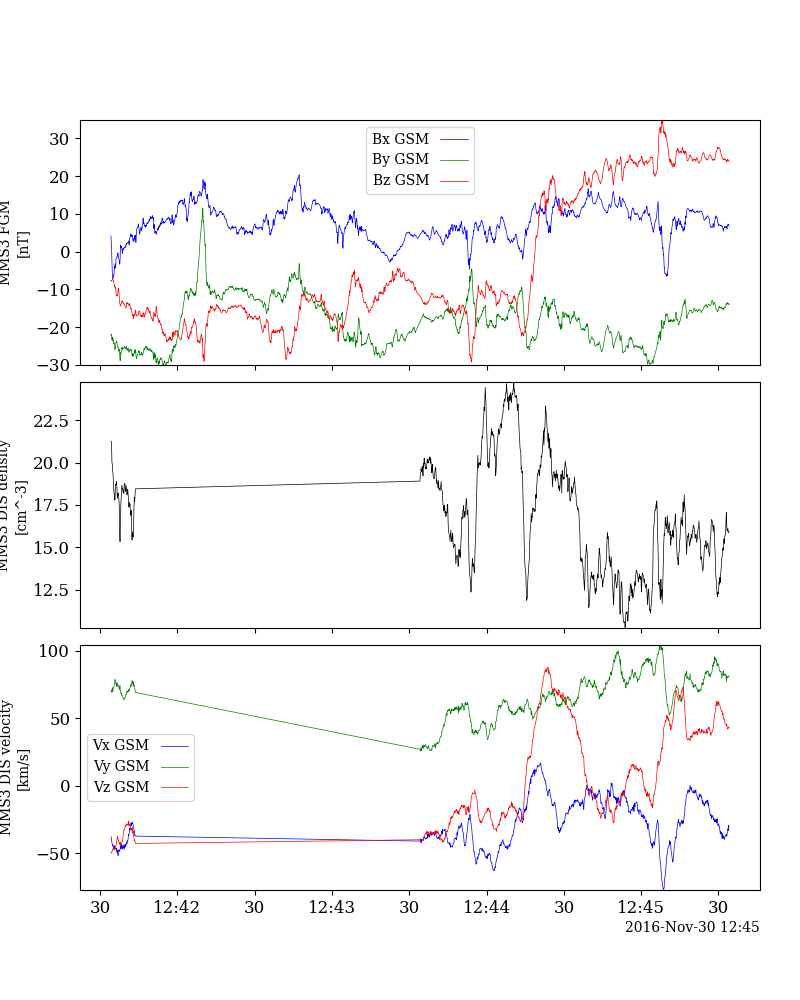 30
20
10
0
−10
−20
−30
MMS3 FGM
[nT]
Bx GSM
By GSM
Bz GSM
22.5
20.0
17.5
15.0
12.5
MMS3 DIS density
[cm^-3]
100
50
0
−50
MMS3 DIS velocity
[km/s]
Vx GSM
Vy GSM
Vz GSM
30 12:42 30 12:43 30 12:44 30 12:45 30
2016-Nov-30 12:45